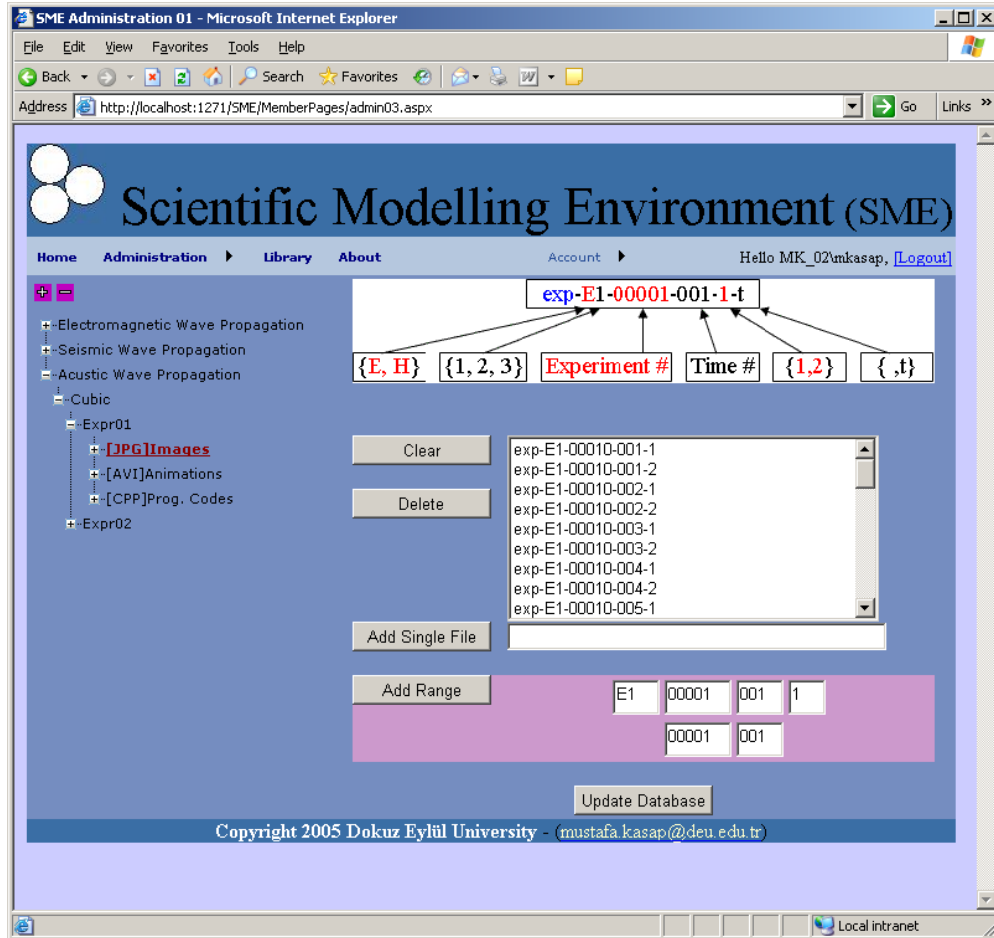 SME Administration 01 - Microsoft Internet Explorer
File Edit View Favorites Tools Help
Back Search Favorites
Address http://localhost:1271/SME/MemberPages/admin03.aspx Go Links »
Scientific Modelling Environment (SME)
Home Administration Library About Account Hello MK_02\mkasap, [Logout]
exp-E1-00001-001-1-t
{E, H} {1, 2, 3} Experiment # Time # {1,2} { ,t}
Electromagnetic Wave Propagation
Seismic Wave Propagation
Acustic Wave Propagation
Cubic
Expr01
[JPG]Images
[AVI]Animations
[CPP]Prog. Codes
Expr02
Clear
Delete
exp-E1-00010-001-1
exp-E1-00010-001-2
exp-E1-00010-002-1
exp-E1-00010-002-2
exp-E1-00010-003-1
exp-E1-00010-003-2
exp-E1-00010-004-1
exp-E1-00010-004-2
exp-E1-00010-005-1
Add Single File
Add Range E1 00001 001 1
00001 001
Update Database
Copyright 2005 Dokuz Eylül University - (mustafa.kasap@deu.edu.tr)
Local intranet